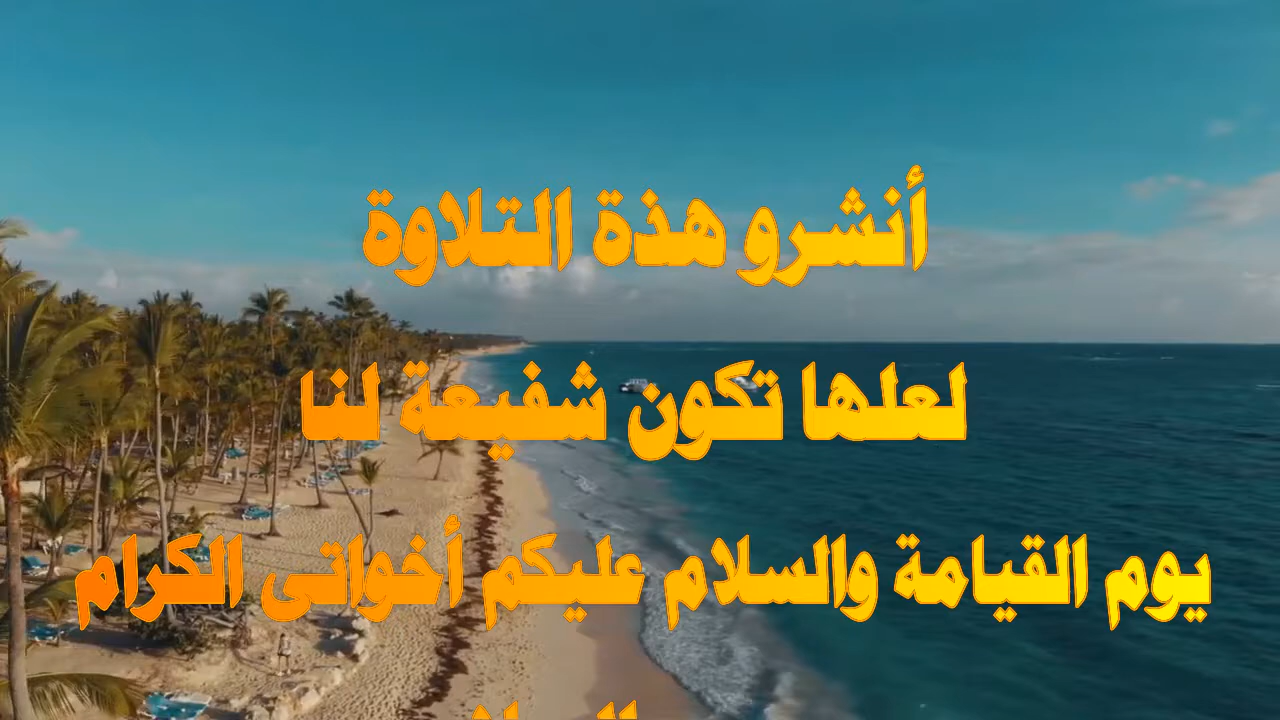 أنشرو هذة التلاوة
لعلها تكون شفيعة لنا
يوم القيامة والسلام عليكم أخواتى الكرام